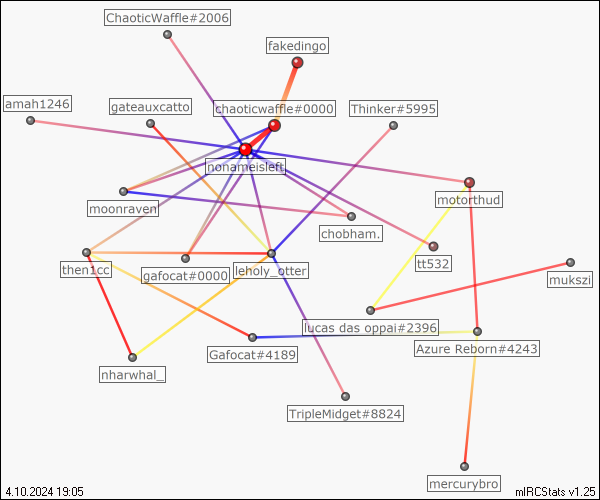 ChaoticWaffle#2006
fakedingo
amah1246
gateauxcatto
chaoticwaffle#0000
Thinker#5995
nonameisleft
moonraven
motorthud
chobham.
then1cc
gafocat#0000
leholy_otter
tt532
mukszi
lucas das oppai#2396
Gafocat#4189
Azure Reborn#4243
nharwhal_
TripleMidget#8824
mercurybro
4.10.2024 19:05
mIRCStats v1.25